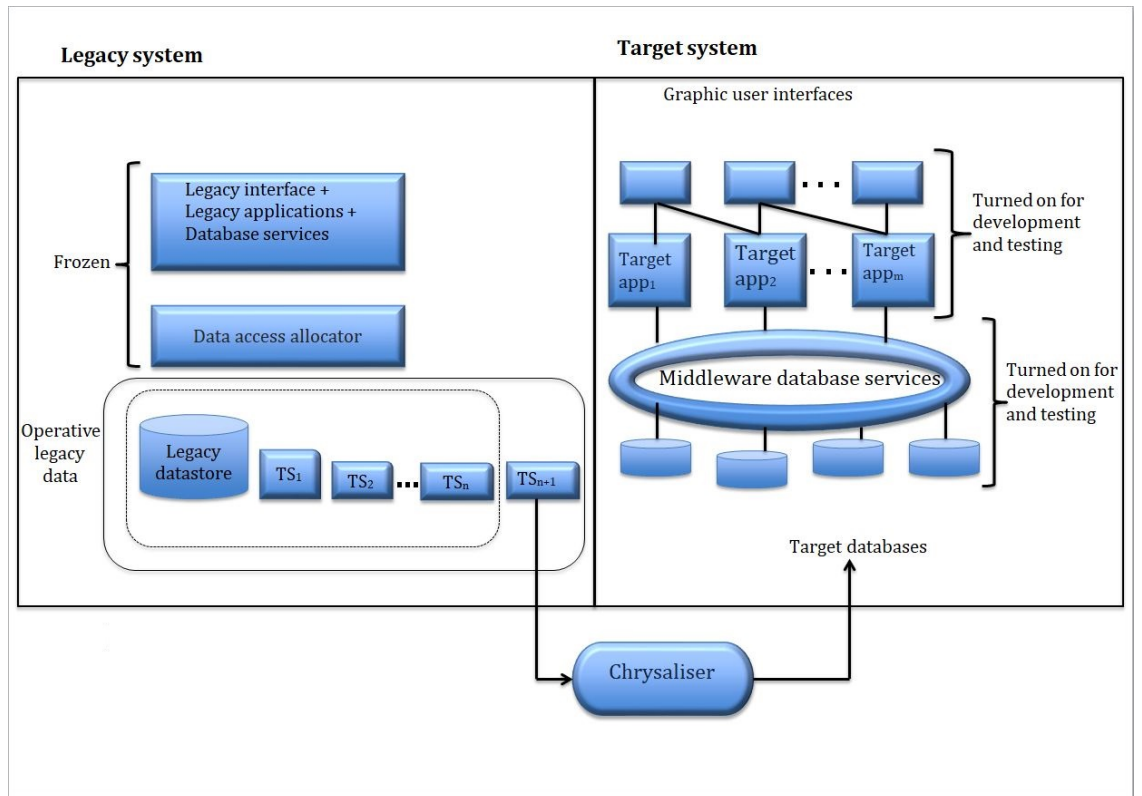 Legacy system
Target system
Graphic user interfaces
Legacy interface +
Legacy applications +
Database services
Frozen
Data access allocator
Turned on for
development
and testing
Target
app₁
Target
app₂
Target
appₘ
Middleware database services
Turned on for
development
and testing
Operative
legacy
data
Legacy
datastore
TS₁
TS₂
TSₙ
TSₙ₊₁
Target databases
Chrysaliser